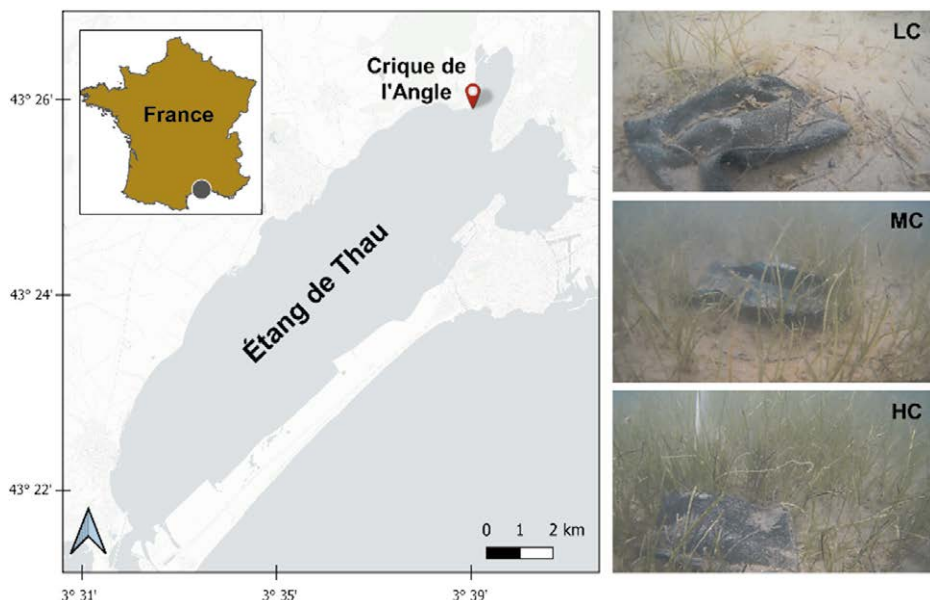 France
Crique de
l'Angle
Étang de Thau
43° 26'
43° 24'
43° 22'
0 1 2 km
3° 31'
3° 35'
3° 39'
LC
MC
HC